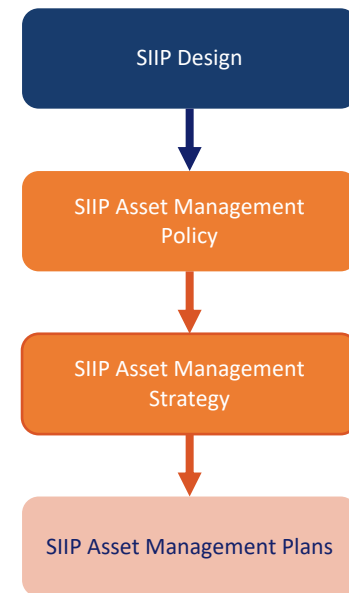 SIIP Design
SIIP Asset Management
Policy
SIIP Asset Management
Strategy
SIIP Asset Management Plans